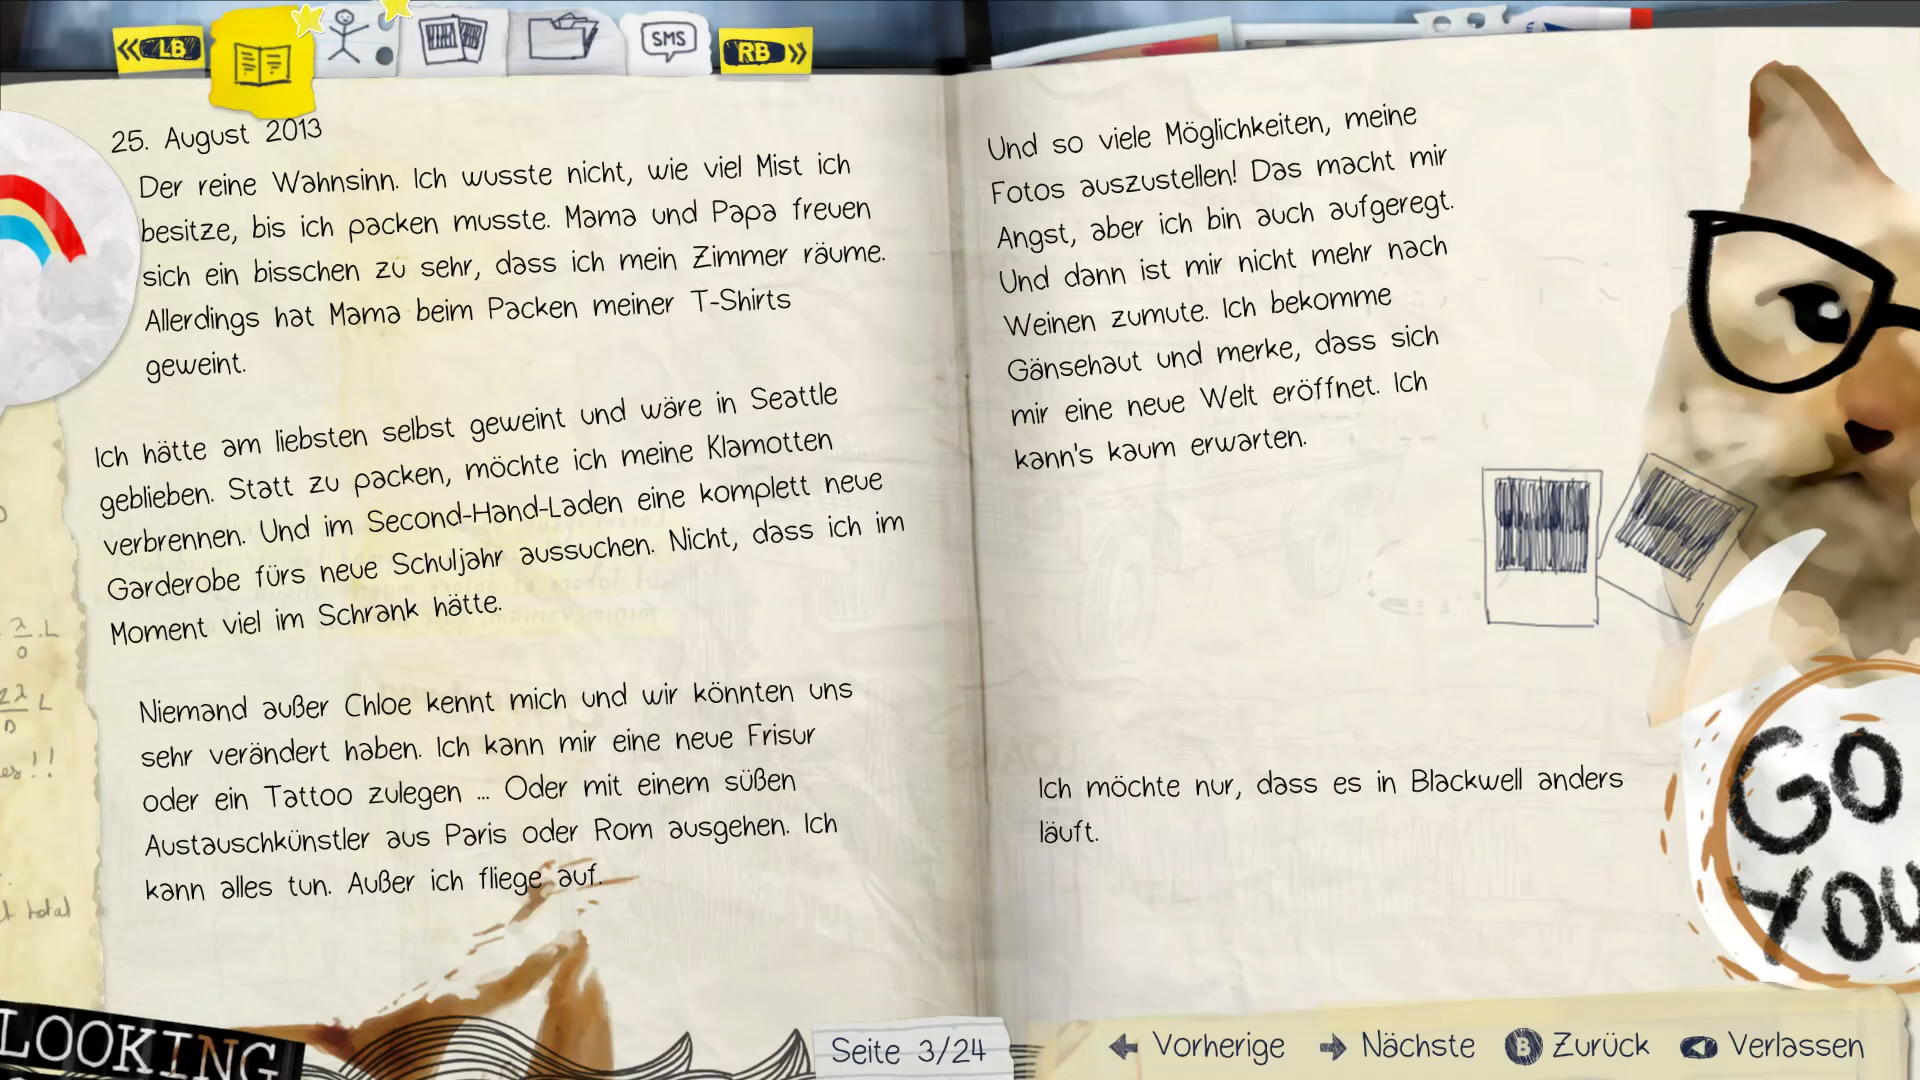 LB
SMS
RB
25. August 2013
Der reine Wahnsinn. Ich wusste nicht, wie viel Mist ich
besitze, bis ich packen musste. Mama und Papa freuen
sich ein bisschen zu sehr, dass ich mein Zimmer räume.
Allerdings hat Mama beim Packen meiner T-Shirts
geweint.
Ich hätte am liebsten selbst geweint und wäre in Seattle
geblieben. Statt zu packen, möchte ich meine Klamotten
verbrennen. Und im Second-Hand-Laden eine komplett neue
Garderobe fürs neue Schuljahr aussuchen. Nicht, dass ich im
Moment viel im Schrank hätte.
Niemand außer Chloe kennt mich und wir könnten uns
sehr verändert haben. Ich kann mir eine neue Frisur
oder ein Tattoo zulegen ... Oder mit einem süßen
Austauschkünstler aus Paris oder Rom ausgehen. Ich
kann alles tun. Außer ich fliege auf.
Und so viele Möglichkeiten, meine
Fotos auszustellen! Das macht mir
Angst, aber ich bin auch aufgeregt.
Und dann ist mir nicht mehr nach
Weinen zumute. Ich bekomme
Gänsehaut und merke, dass sich
mir eine neue Welt eröffnet. Ich
kann's kaum erwarten.
Ich möchte nur, dass es in Blackwell anders
läuft.
GO
YOU
total
LOOKING
Seite 3/24
Vorherige
Nächste
B Zurück
Verlassen